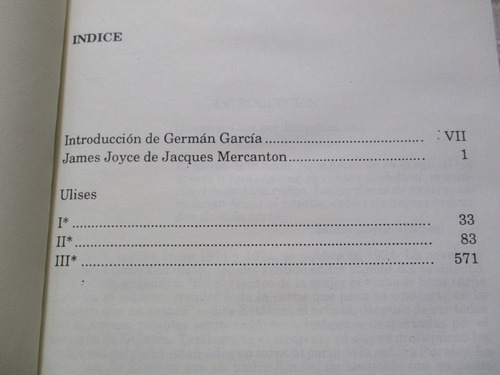 INDICE
Introducción de Germán García ................................ VII
James Joyce de Jacques Mercanton ........................... 1
Ulises
I* ........................................................................ 33
II* ....................................................................... 83
III* ...................................................................... 571